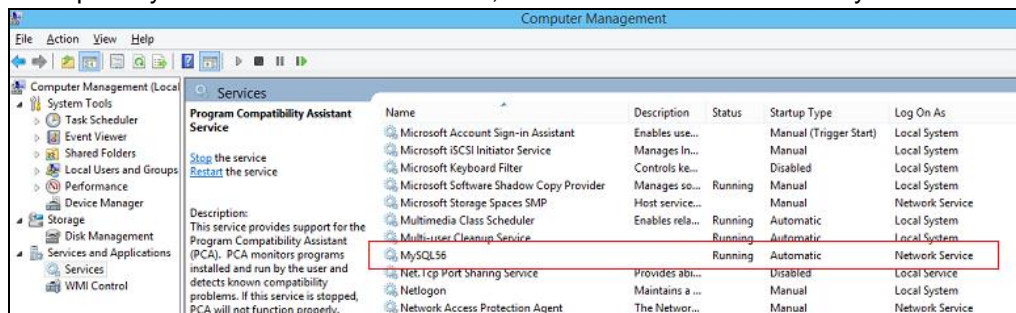 Computer Management
File Action View Help
Computer Management (Local
System Tools
Task Scheduler
Event Viewer
Shared Folders
Local Users and Groups
Performance
Device Manager
Storage
Disk Management
Services and Applications
Services
WMI Control
Services
Program Compatibility Assistant
Service
Stop the service
Restart the service
Description:
This service provides support for the
Program Compatibility Assistant
(PCA). PCA monitors programs
installed and run by the user and
detects known compatibility
problems. If this service is stopped,
PCA will not function properly.
Name Description Status Startup Type Log On As
Microsoft Account Sign-in Assistant Enables use... Manual (Trigger Start) Local System
Microsoft iSCSI Initiator Service Manages In... Manual Local System
Microsoft Keyboard Filter Controls ke... Disabled Local System
Microsoft Software Shadow Copy Provider Manages so... Running Manual Local System
Microsoft Storage Spaces SMP Host service... Manual Network Service
Multimedia Class Scheduler Enables rela... Running Automatic Local System
Multi-user Cleanup Service Running Automatic Local System
MySQL56 Running Automatic Network Service
Net.Tcp Port Sharing Service Provides abi... Disabled Local Service
Netlogon Maintains a ... Manual Local System
Network Access Protection Agent The Networ... Manual Network Service